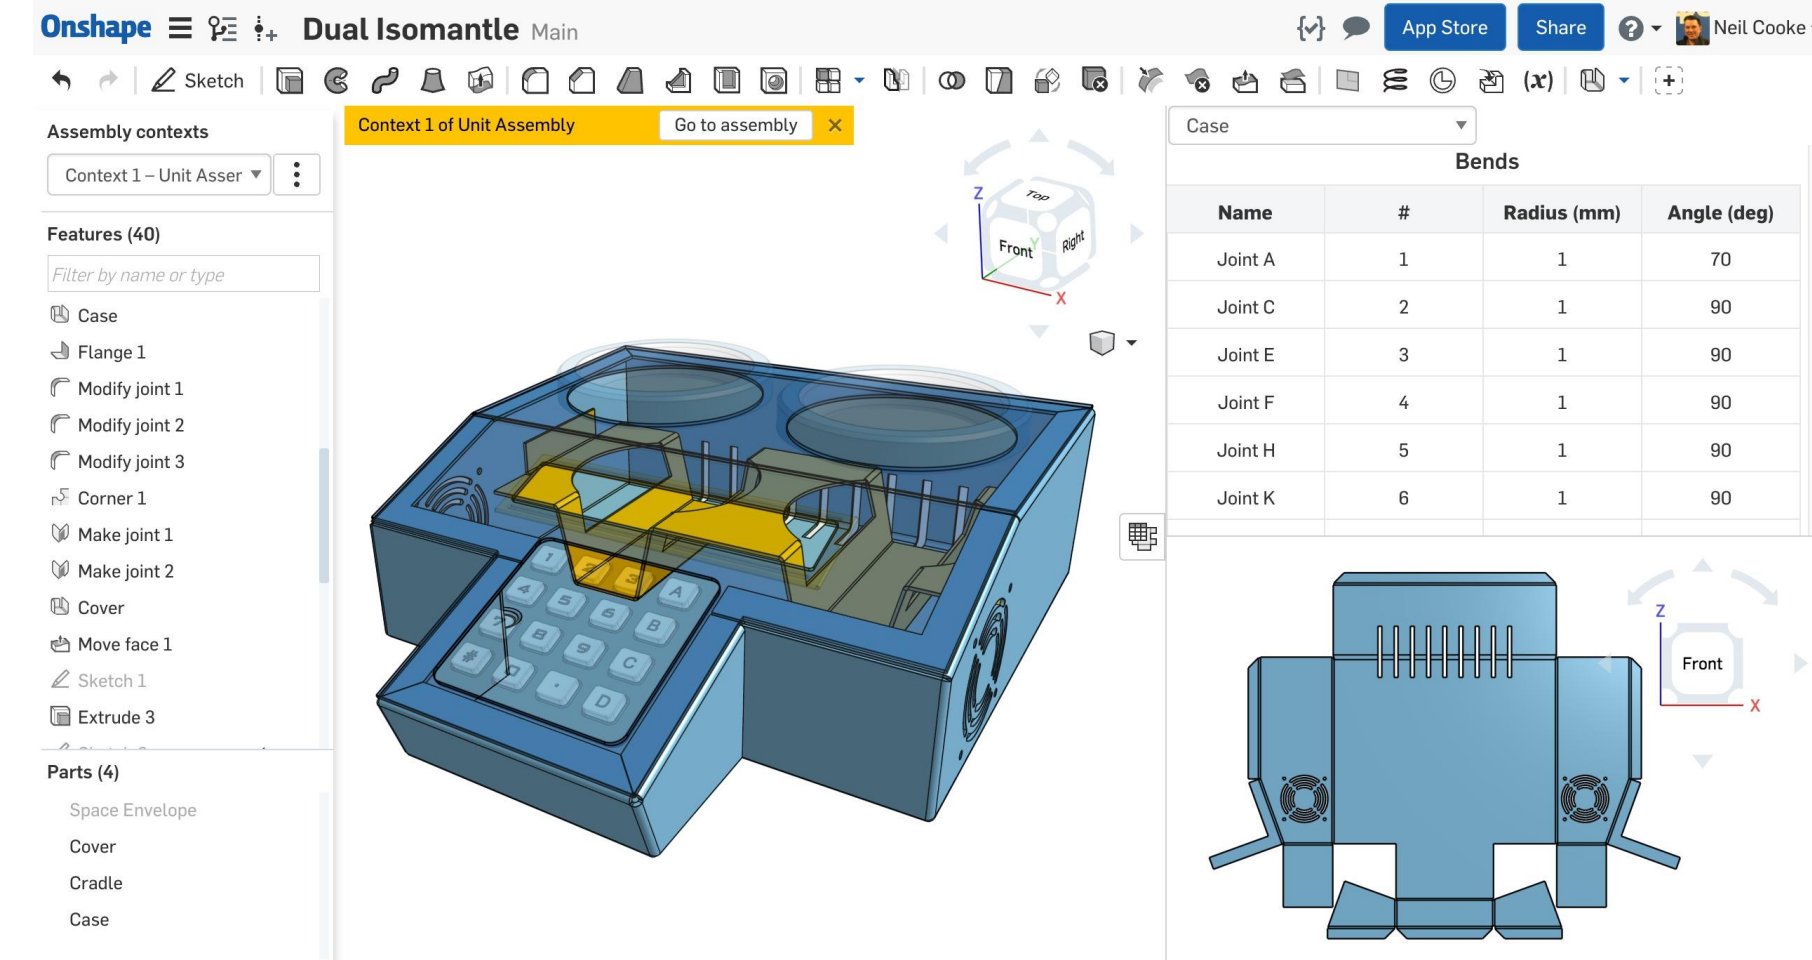 Onshape Dual Isomantle Main App Store Share Neil Cooke
Sketch (x)
Assembly contexts
Context 1 – Unit Asser
Features (40)
Filter by name or type
Case
Flange 1
Modify joint 1
Modify joint 2
Modify joint 3
Corner 1
Make joint 1
Make joint 2
Cover
Move face 1
Sketch 1
Extrude 3
Parts (4)
Space Envelope
Cover
Cradle
Case
Context 1 of Unit Assembly Go to assembly
Z
Top
Front
Right
Y
X
1 2 3 A
4 5 6 B
7 8 9 C
# . D
Case
Bends
Name # Radius (mm) Angle (deg)
Joint A 1 1 70
Joint C 2 1 90
Joint E 3 1 90
Joint F 4 1 90
Joint H 5 1 90
Joint K 6 1 90
Z
Front
X